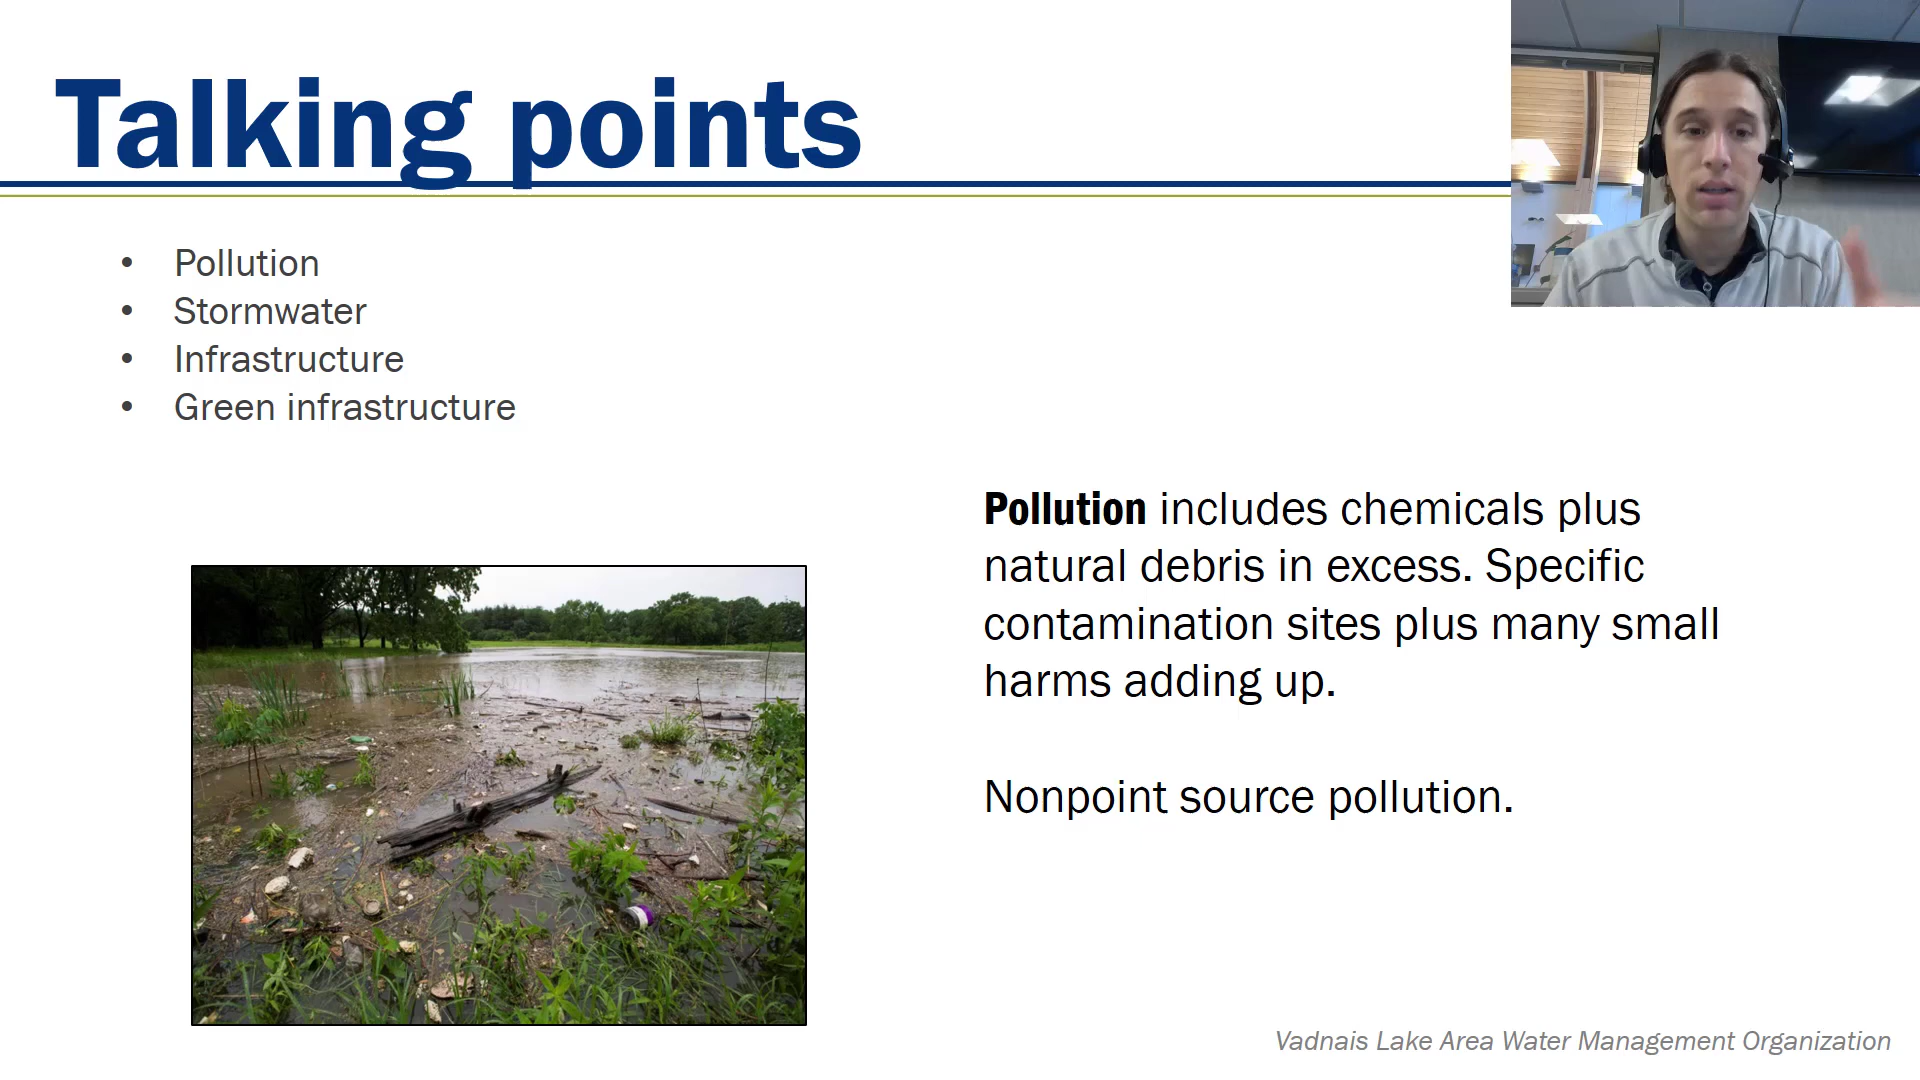 Talking points
• Pollution
• Stormwater
• Infrastructure
• Green infrastructure
Pollution includes chemicals plus
natural debris in excess. Specific
contamination sites plus many small
harms adding up.
Nonpoint source pollution.
Vadnais Lake Area Water Management Organization